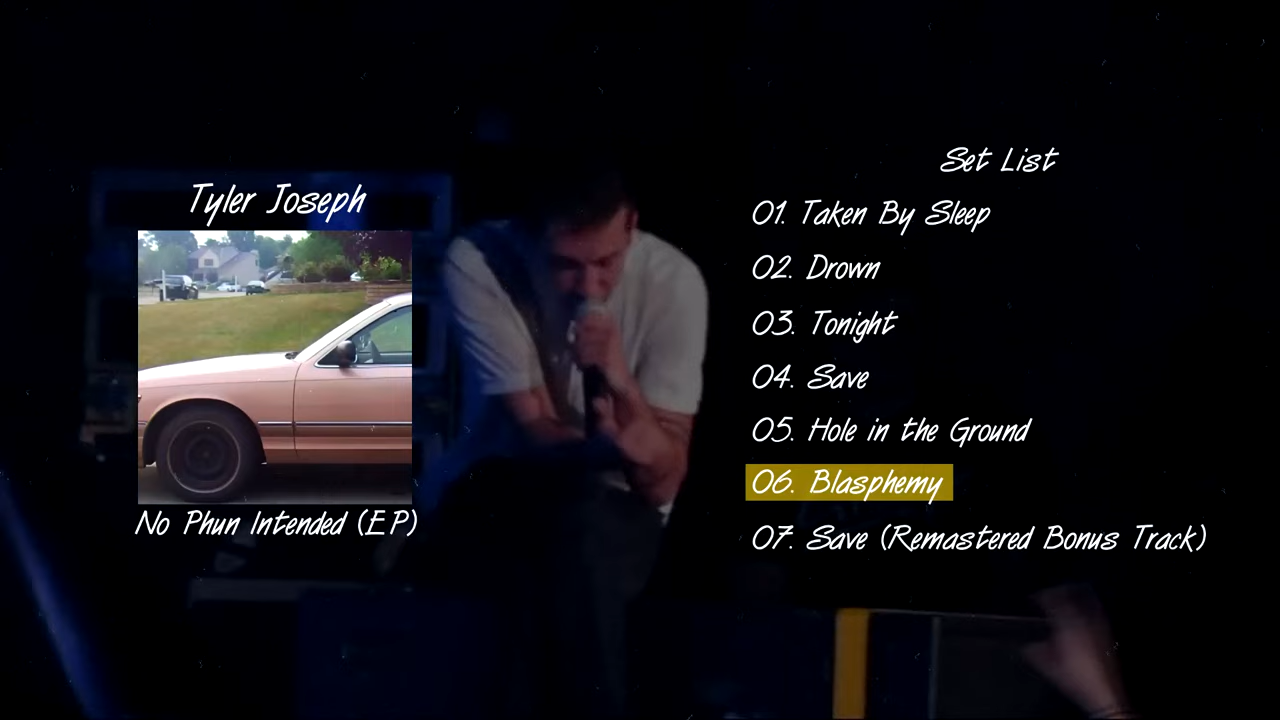 Tyler Joseph
No Phun Intended (EP)
Set List
01. Taken By Sleep
02. Drown
03. Tonight
04. Save
05. Hole in the Ground
06. Blasphemy
07. Save (Remastered Bonus Track)